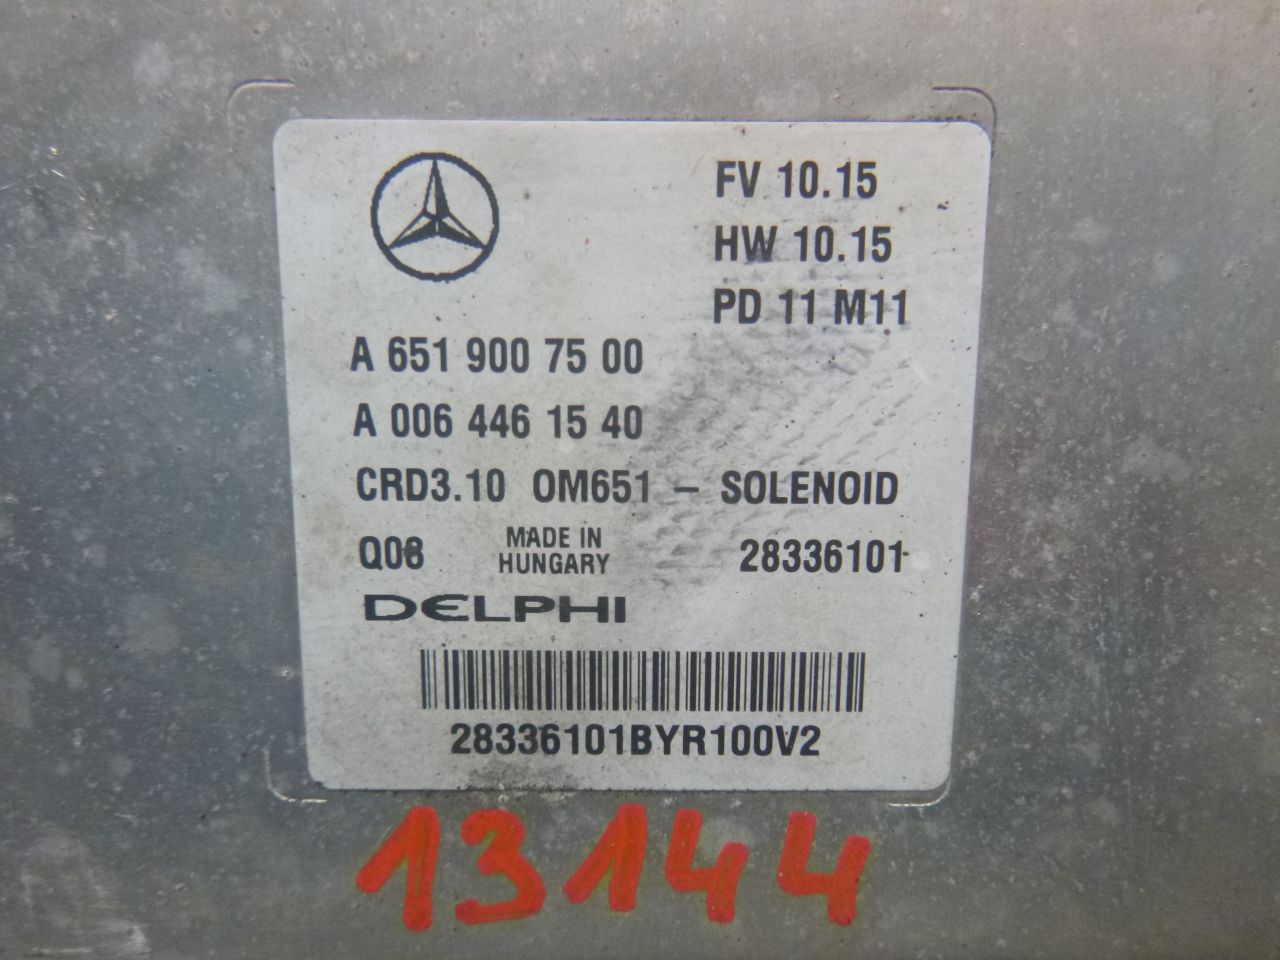 FV 10.15
HW 10.15
PD 11 M11
A 651 900 75 00
A 006 446 15 40
CRD3.10 OM651 - SOLENOID
Q08 MADE IN HUNGARY 28336101
DELPHI
28336101BYR100V2
13144